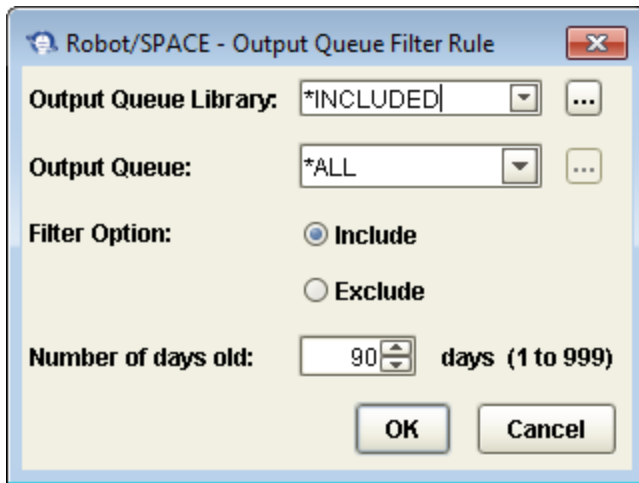 Robot/SPACE - Output Queue Filter Rule
Output Queue Library: *INCLUDED ...
Output Queue: *ALL ...
Filter Option: Include
Exclude
Number of days old: 90 days (1 to 999)
OK Cancel